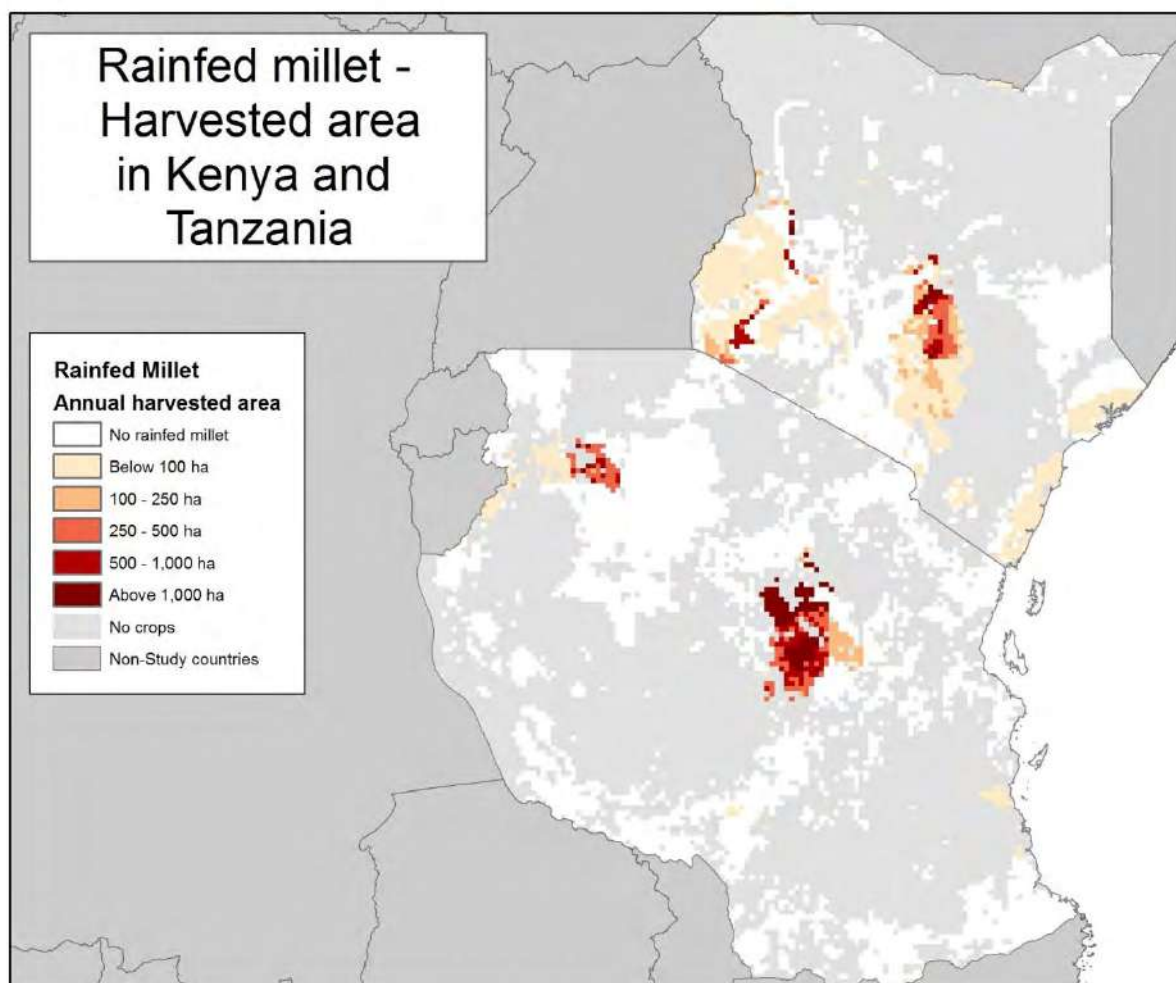 Rainfed millet -
Harvested area
in Kenya and
Tanzania
Rainfed Millet
Annual harvested area
No rainfed millet
Below 100 ha
100 - 250 ha
250 - 500 ha
500 - 1,000 ha
Above 1,000 ha
No crops
Non-Study countries